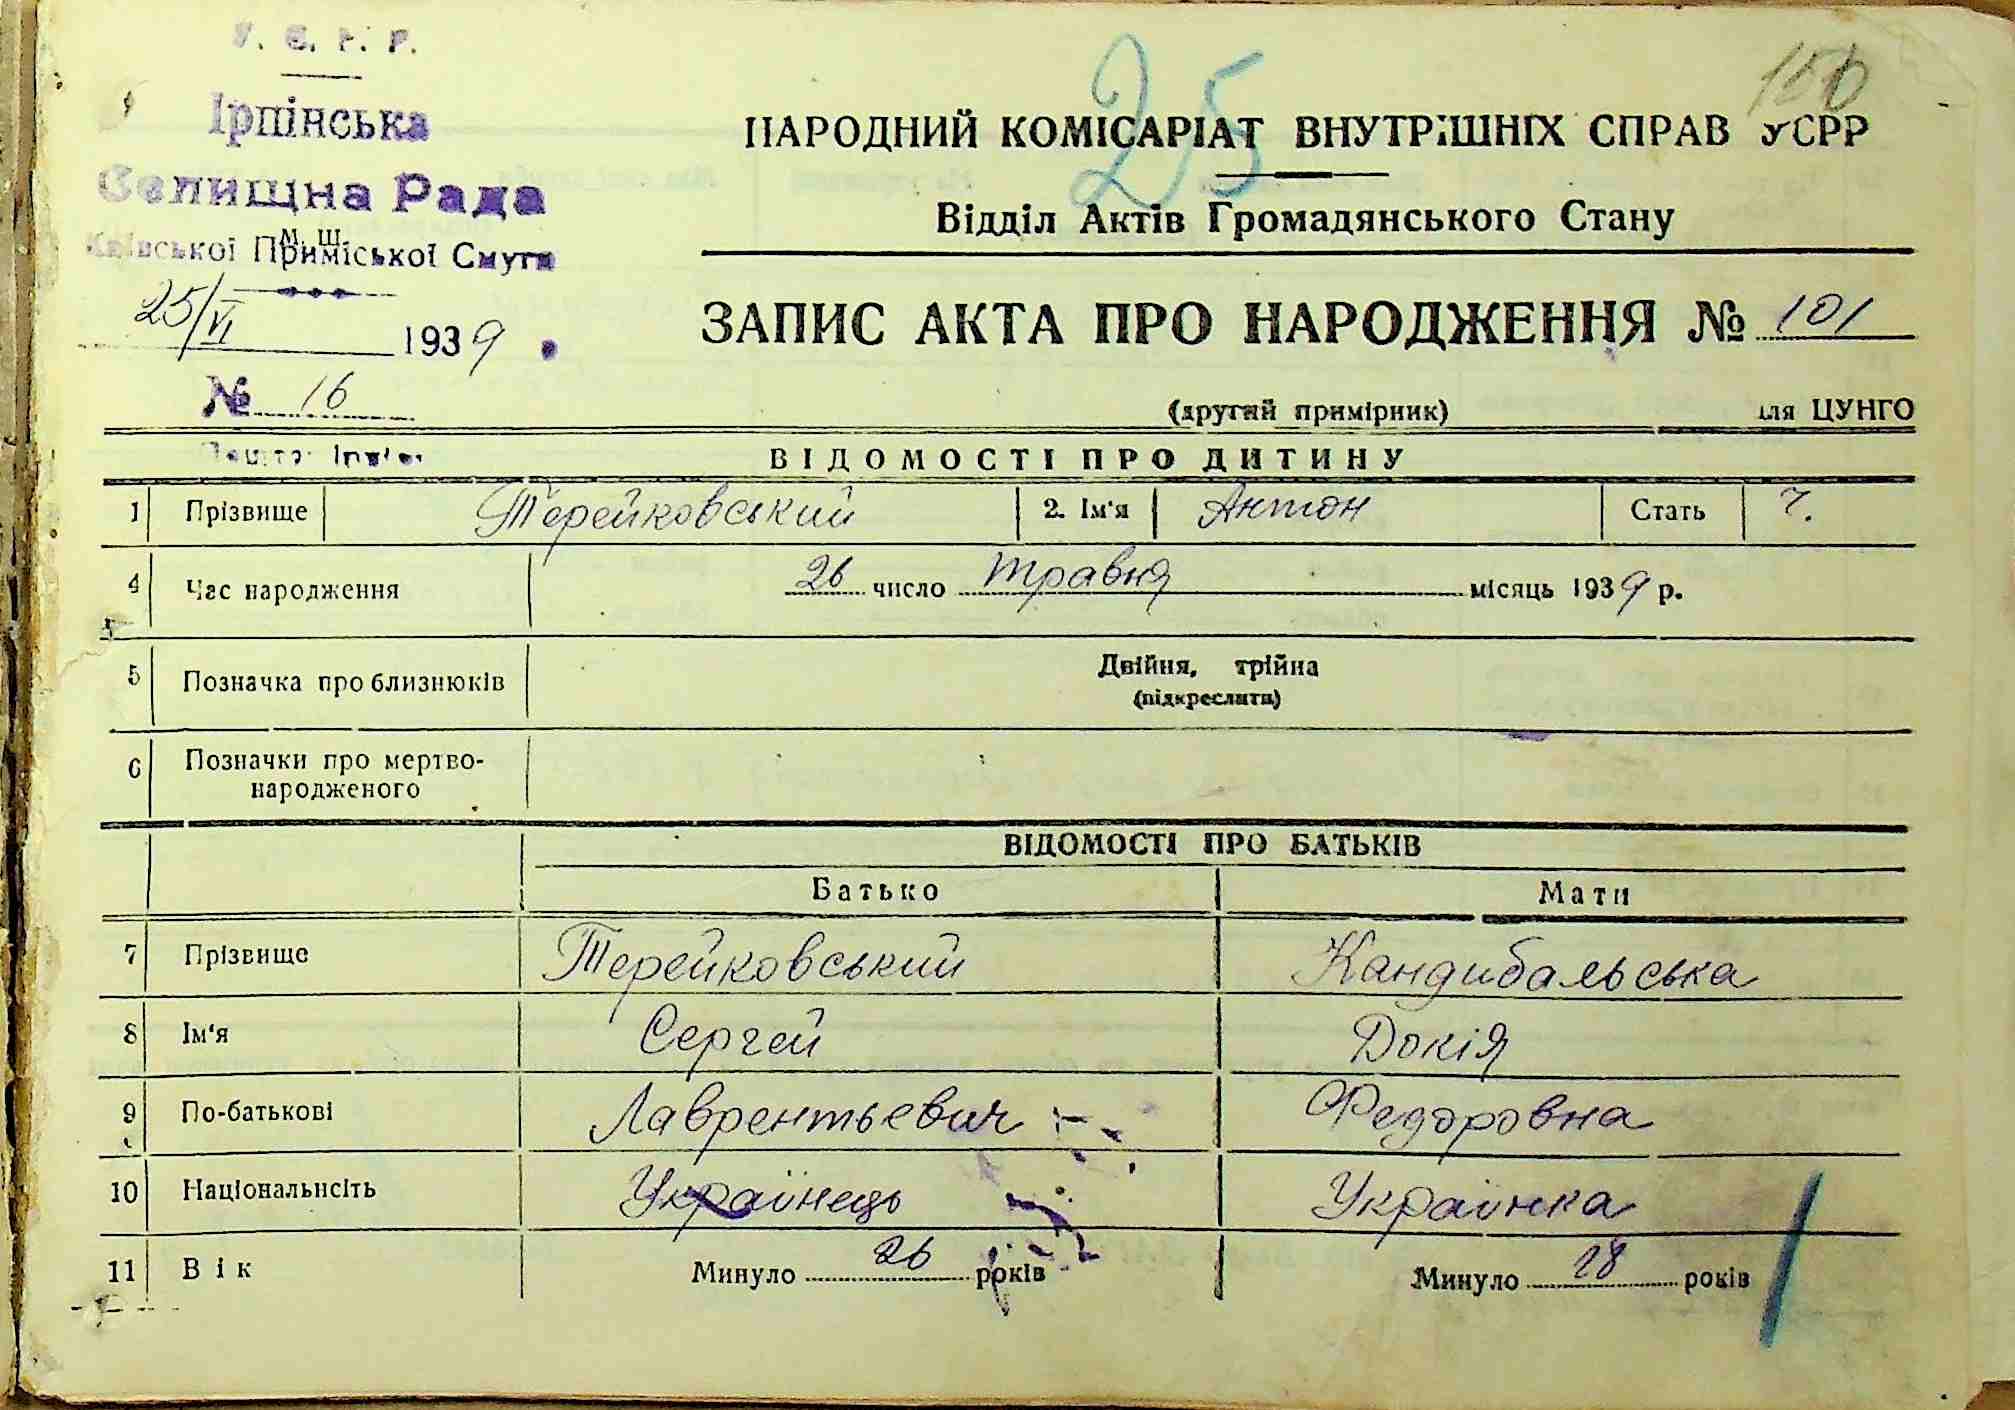 У. С. Р. Р.
25
156
Ірпінська
НАРОДНИЙ КОМІСАРІАТ ВНУТРІШНІХ СПРАВ УСРР
Селищна Рада
Відділ Актів Громадянського Стану
М. Ш.
Київської Приміської Смуги
25/VI 1939
ЗАПИС АКТА ПРО НАРОДЖЕННЯ № 101
№ 16
(другий примірник) для ЦУНГО
ВІДОМОСТІ ПРО ДИТИНУ
1 Прізвище Терейковський 2. Ім'я Антон Стать ч.
4 Час народження 26 число травня місяць 1939 р.
5 Позначка про близнюків Двійня, трійна
(підкреслити)
6 Позначки про мертво-
народженого
ВІДОМОСТІ ПРО БАТЬКІВ
Батько Мати
7 Прізвище Терейковський Кандибальська
8 Ім'я Сергей Докія
9 По-батькові Лаврентьевич Федоровна
10 Національнсіть Українець Українка
11 Вік Минуло 26 років Минуло 28 років